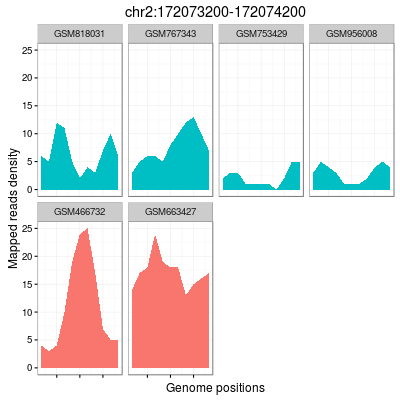 chr2:172073200-172074200
GSM818031 GSM767343 GSM753429 GSM956008
25
20
15
10
5
0
Mapped reads density
GSM466732 GSM663427
25
20
15
10
5
0
Genome positions